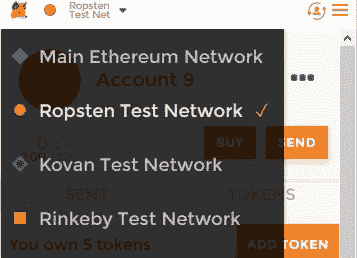 Ropsten
Test Net
Main Ethereum Network
Account 9
Ropsten Test Network ✓
BUY
SEND
Kovan Test Network
SENT
TOKENS
Rinkeby Test Network
You own 5 tokens
ADD TOKEN